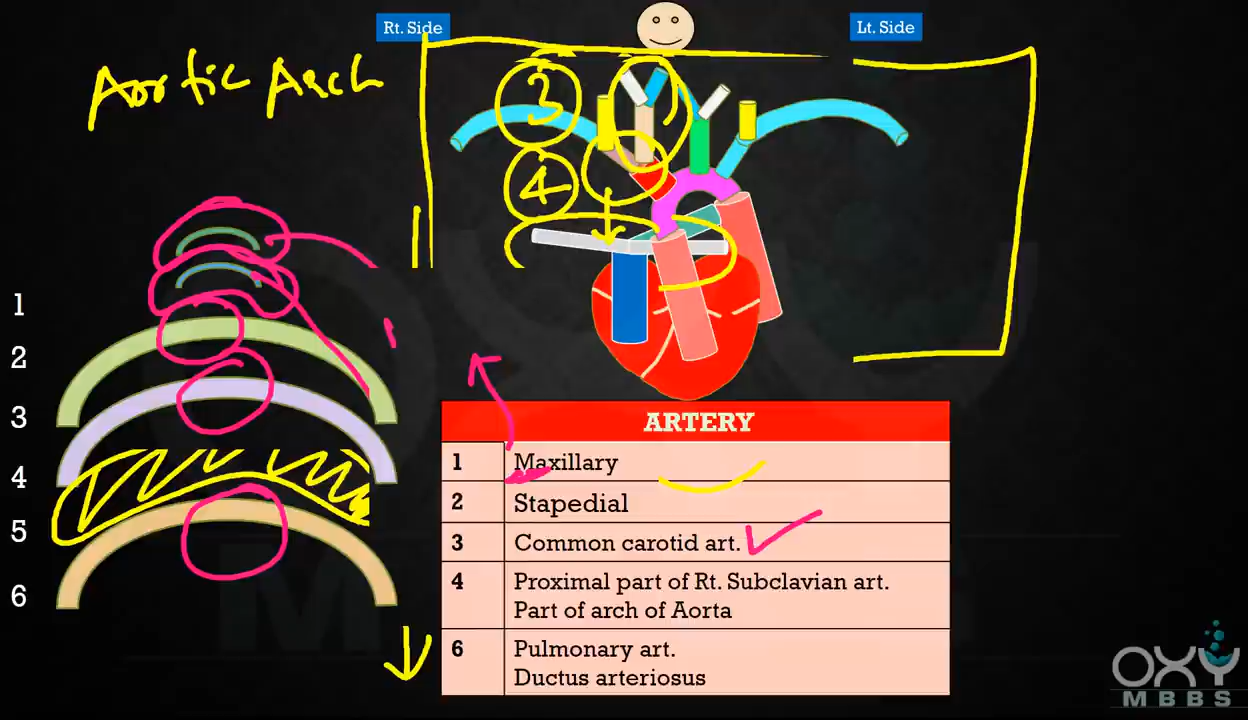 Rt. Side
Lt. Side
Aortic Arch
3
4
1
2
3
4
5
6
ARTERY
1 Maxillary
2 Stapedial
3 Common carotid art.
4 Proximal part of Rt. Subclavian art.
Part of arch of Aorta
6 Pulmonary art.
Ductus arteriosus
OXY
MBBS